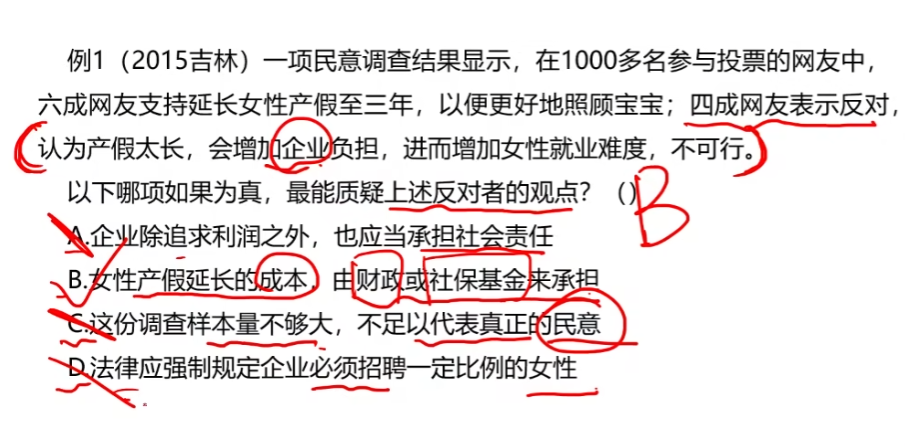 例1（2015吉林）一项民意调查结果显示，在1000多名参与投票的网友中，
六成网友支持延长女性产假至三年，以便更好地照顾宝宝；四成网友表示反对，
认为产假太长，会增加企业负担，进而增加女性就业难度，不可行。
以下哪项如果为真，最能质疑上述反对者的观点？（）B
A.企业除追求利润之外，也应当承担社会责任
B.女性产假延长的成本，由财政或社保基金来承担
C.这份调查样本量不够大，不足以代表真正的民意
D.法律应强制规定企业必须招聘一定比例的女性